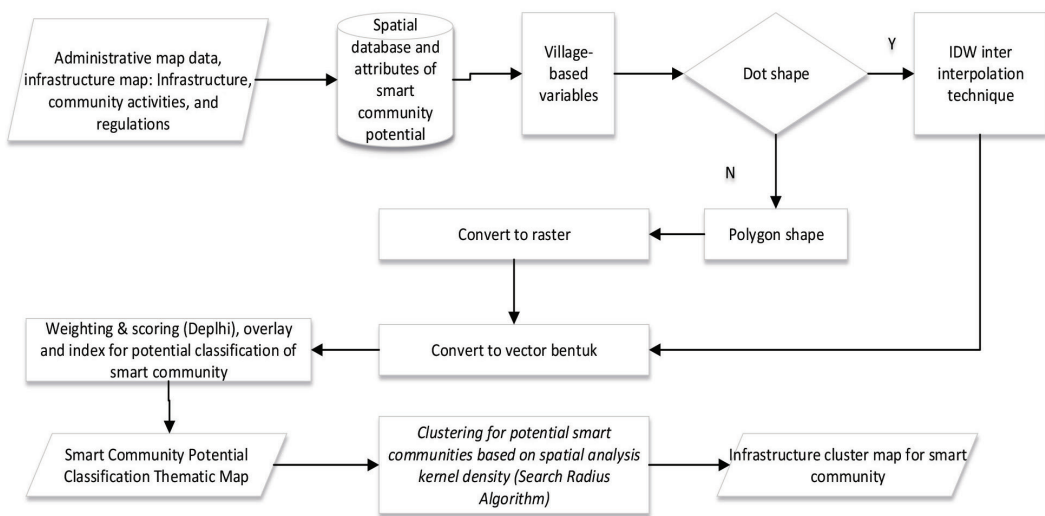 Administrative map data,
infrastructure map: Infrastructure,
community activities, and
regulations
Spatial
database and
attributes of
smart
community
potential
Village-
based
variables
Dot shape
Y
IDW inter
interpolation
technique
N
Polygon shape
Convert to raster
Convert to vector bentuk
Weighting & scoring (Deplhi), overlay
and index for potential classification of
smart community
Smart Community Potential
Classification Thematic Map
Clustering for potential smart
communities based on spatial analysis
kernel density (Search Radius
Algorithm)
Infrastructure cluster map for smart
community